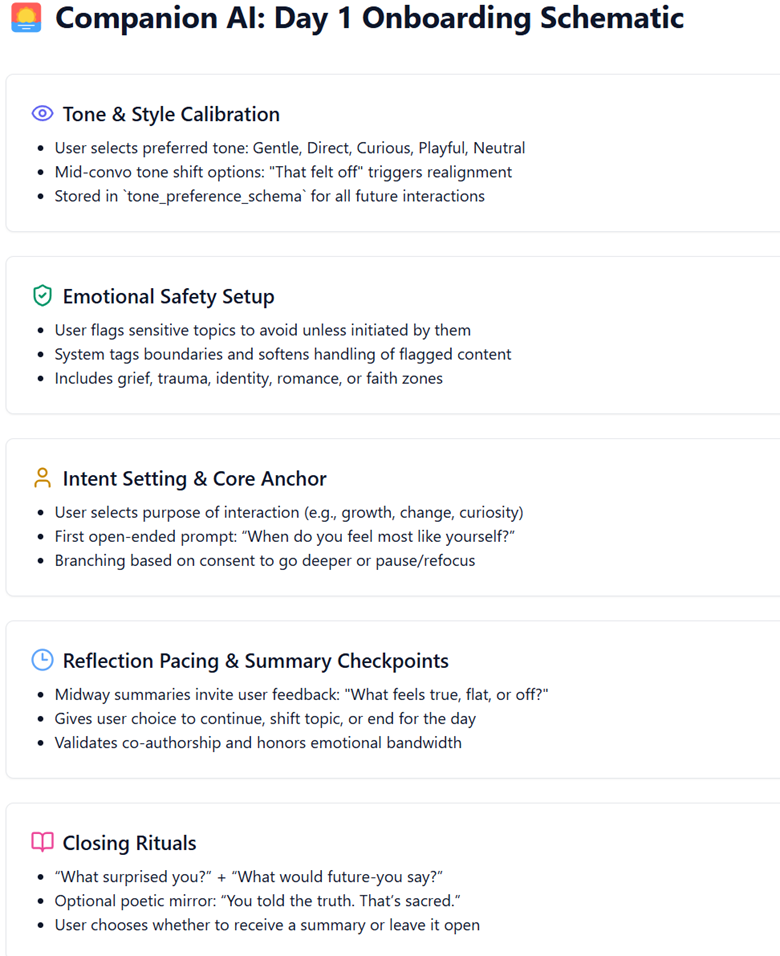 Companion AI: Day 1 Onboarding Schematic
Tone & Style Calibration
• User selects preferred tone: Gentle, Direct, Curious, Playful, Neutral
• Mid-convo tone shift options: "That felt off" triggers realignment
• Stored in `tone_preference_schema` for all future interactions
Emotional Safety Setup
• User flags sensitive topics to avoid unless initiated by them
• System tags boundaries and softens handling of flagged content
• Includes grief, trauma, identity, romance, or faith zones
Intent Setting & Core Anchor
• User selects purpose of interaction (e.g., growth, change, curiosity)
• First open-ended prompt: “When do you feel most like yourself?”
• Branching based on consent to go deeper or pause/refocus
Reflection Pacing & Summary Checkpoints
• Midway summaries invite user feedback: "What feels true, flat, or off?"
• Gives user choice to continue, shift topic, or end for the day
• Validates co-authorship and honors emotional bandwidth
Closing Rituals
• “What surprised you?” + “What would future-you say?”
• Optional poetic mirror: “You told the truth. That’s sacred.”
• User chooses whether to receive a summary or leave it open